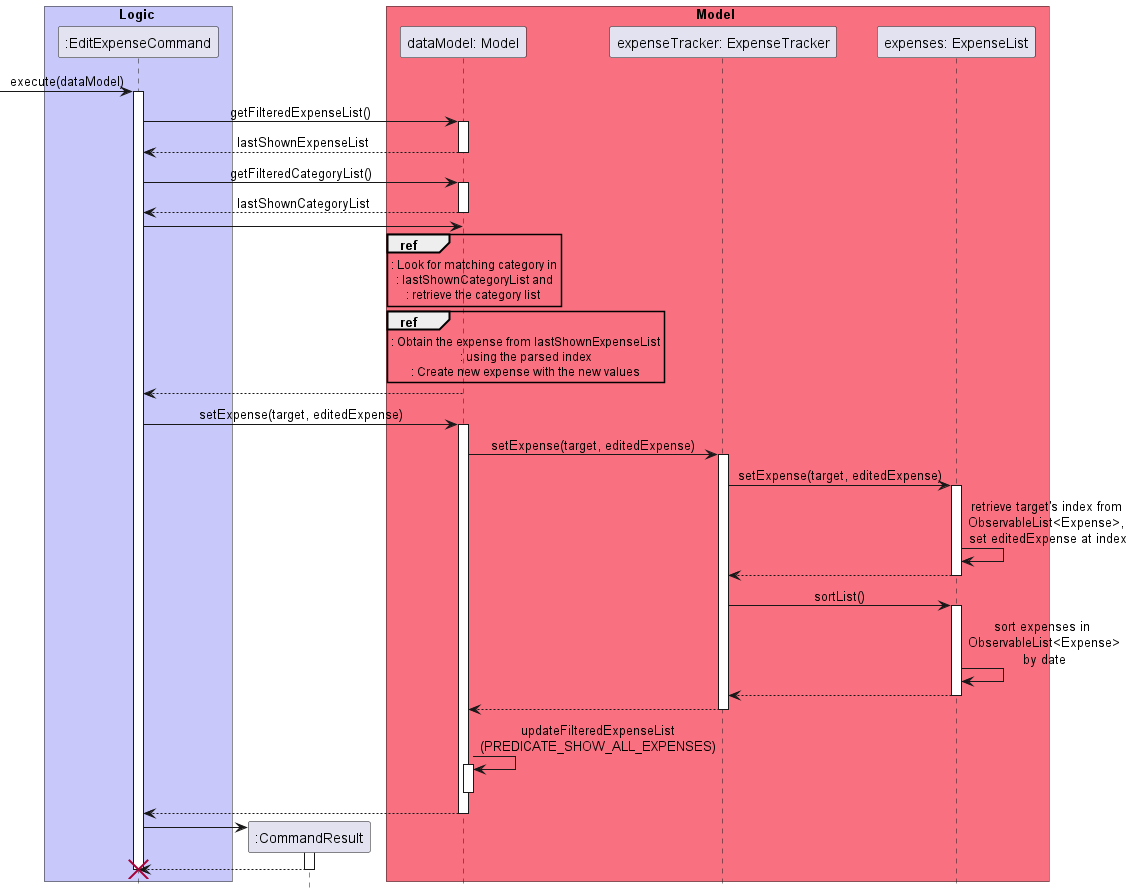 Logic
Model
:EditExpenseCommand
dataModel: Model
expenseTracker: ExpenseTracker
expenses: ExpenseList
execute(dataModel)
getFilteredExpenseList()
lastShownExpenseList
getFilteredCategoryList()
lastShownCategoryList
ref
: Look for matching category in
: lastShownCategoryList and
: retrieve the category list
ref
: Obtain the expense from lastShownExpenseList
: using the parsed index
: Create new expense with the new values
setExpense(target, editedExpense)
setExpense(target, editedExpense)
setExpense(target, editedExpense)
retrieve target's index from
ObservableList<Expense>,
set editedExpense at index
sortList()
sort expenses in
ObservableList<Expense>
by date
updateFilteredExpenseList
(PREDICATE_SHOW_ALL_EXPENSES)
:CommandResult